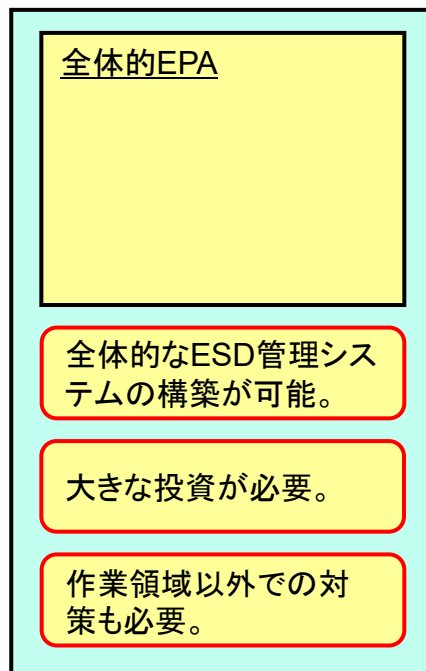 全体的EPA
全体的なESD管理シス
テムの構築が可能。
大きな投資が必要。
作業領域以外での対
策も必要。